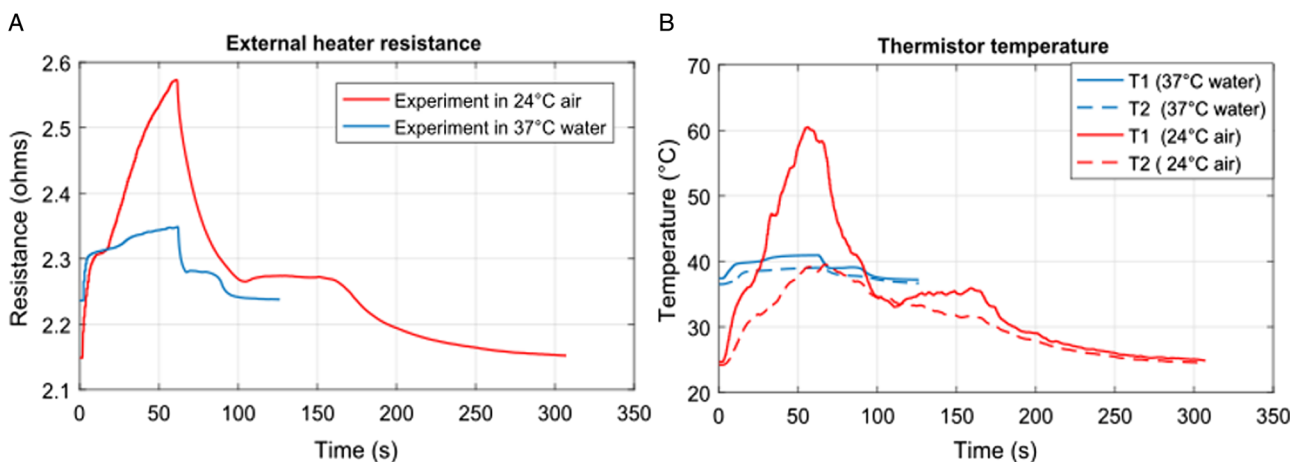 A
External heater resistance
2.6
2.5
2.4
2.3
2.2
2.1
Resistance (ohms)
Experiment in 24°C air
Experiment in 37°C water
0 50 100 150 200 250 300 350
Time (s)
B
Thermistor temperature
70
60
50
40
30
20
Temperature (°C)
T1 (37°C water)
T2 (37°C water)
T1 (24°C air)
T2 ( 24°C air)
0 50 100 150 200 250 300 350
Time (s)